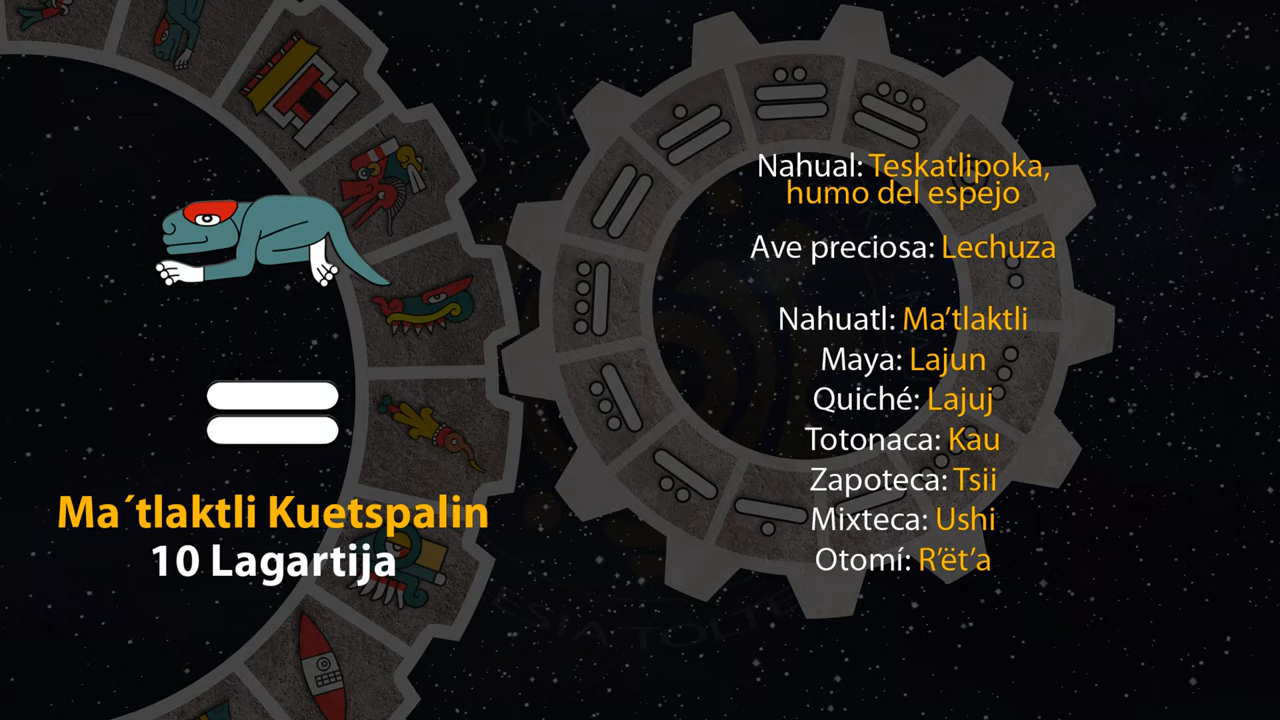 Ma´tlaktli Kuetspalin
10 Lagartija
Nahual: Teskatlipoka,
humo del espejo
Ave preciosa: Lechuza
Nahuatl: Ma’tlaktli
Maya: Lajun
Quiché: Lajuj
Totonaca: Kau
Zapoteca: Tsii
Mixteca: Ushi
Otomí: R’ët’a